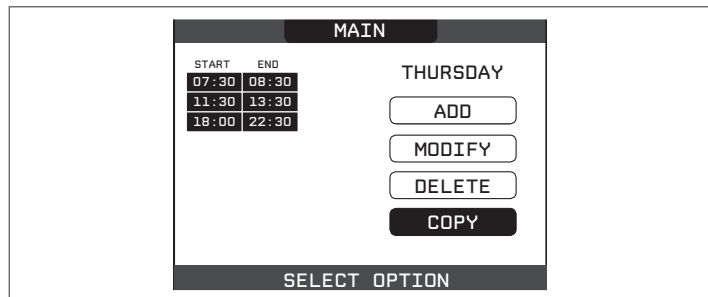 MAIN
START END
07:30 08:30
11:30 13:30
18:00 22:30
THURSDAY
ADD
MODIFY
DELETE
COPY
SELECT OPTION